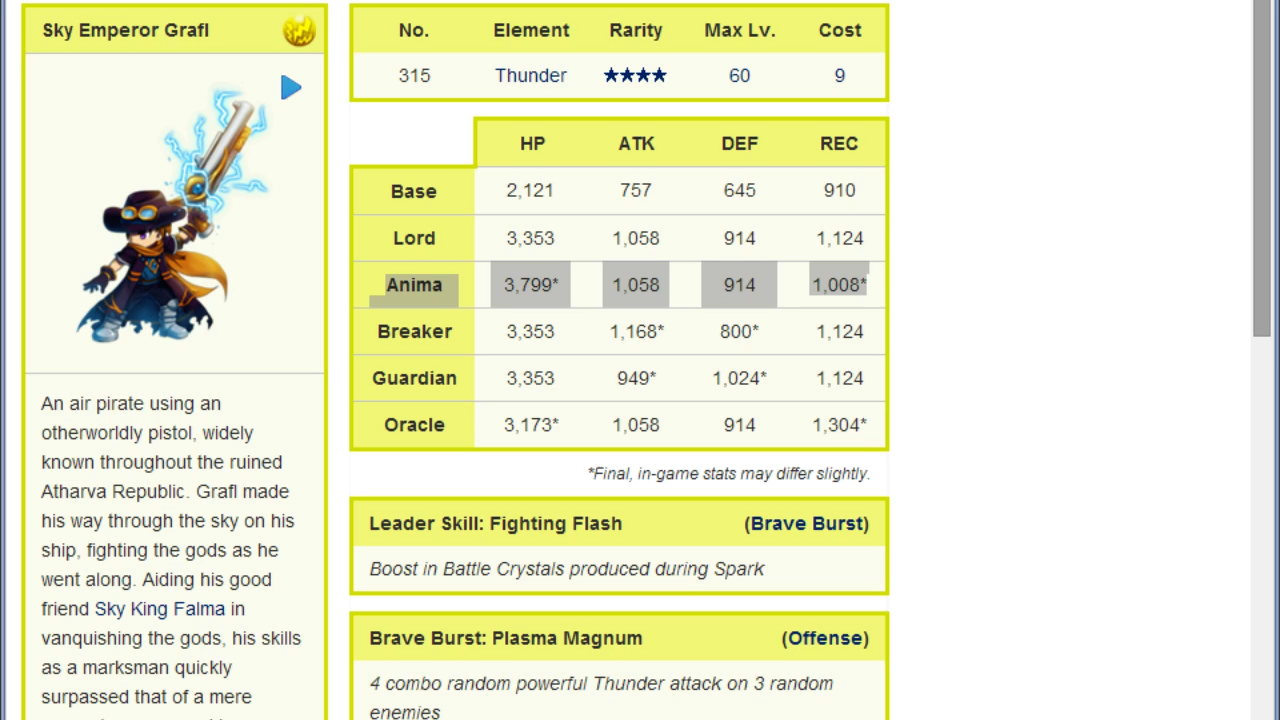 Sky Emperor Grafl
An air pirate using an
otherworldly pistol, widely
known throughout the ruined
Atharva Republic. Grafl made
his way through the sky on his
ship, fighting the gods as he
went along. Aiding his good
friend Sky King Falma in
vanquishing the gods, his skills
as a marksman quickly
surpassed that of a mere
No. Element Rarity Max Lv. Cost
315 Thunder ★★★★ 60 9
HP ATK DEF REC
Base 2,121 757 645 910
Lord 3,353 1,058 914 1,124
Anima 3,799* 1,058 914 1,008*
Breaker 3,353 1,168* 800* 1,124
Guardian 3,353 949* 1,024* 1,124
Oracle 3,173* 1,058 914 1,304*
*Final, in-game stats may differ slightly.
Leader Skill: Fighting Flash (Brave Burst)
Boost in Battle Crystals produced during Spark
Brave Burst: Plasma Magnum (Offense)
4 combo random powerful Thunder attack on 3 random
enemies